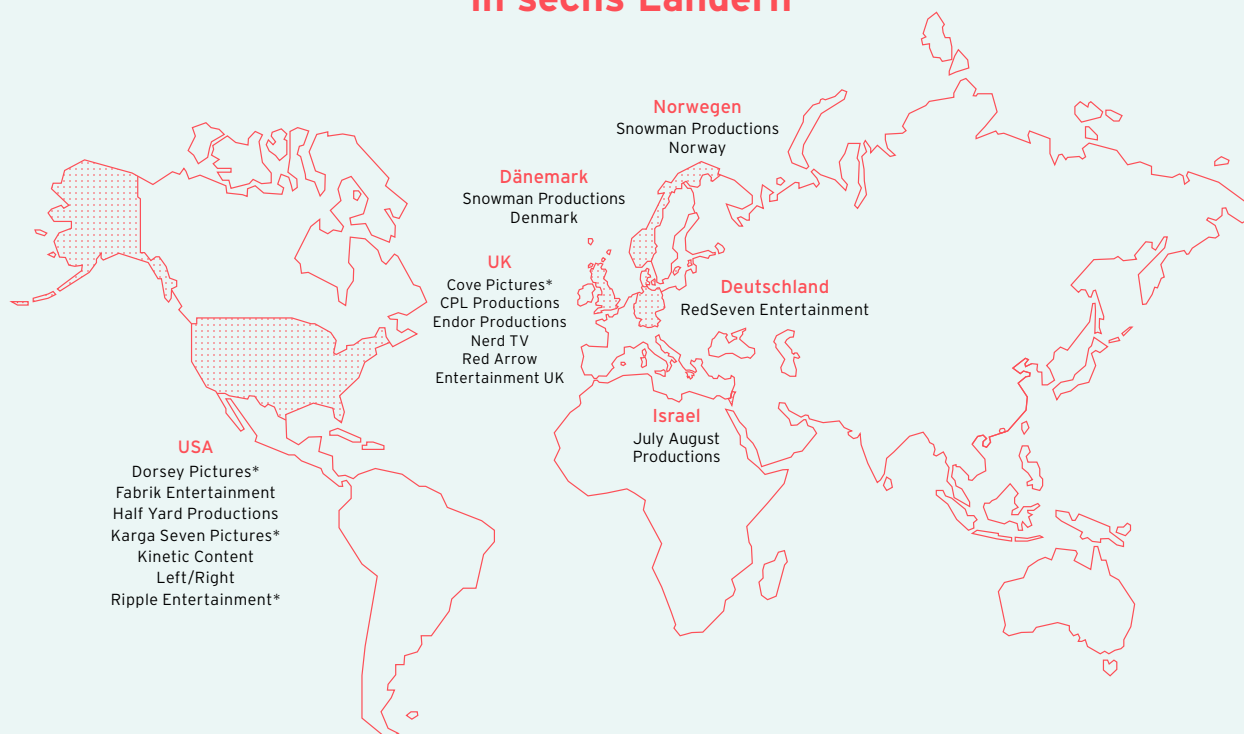 in sechs Ländern
Norwegen
Snowman Productions
Norway
Dänemark
Snowman Productions
Denmark
UK
Cove Pictures*
CPL Productions
Endor Productions
Nerd TV
Red Arrow
Entertainment UK
Deutschland
RedSeven Entertainment
Israel
July August
Productions
USA
Dorsey Pictures*
Fabrik Entertainment
Half Yard Productions
Karga Seven Pictures*
Kinetic Content
Left/Right
Ripple Entertainment*